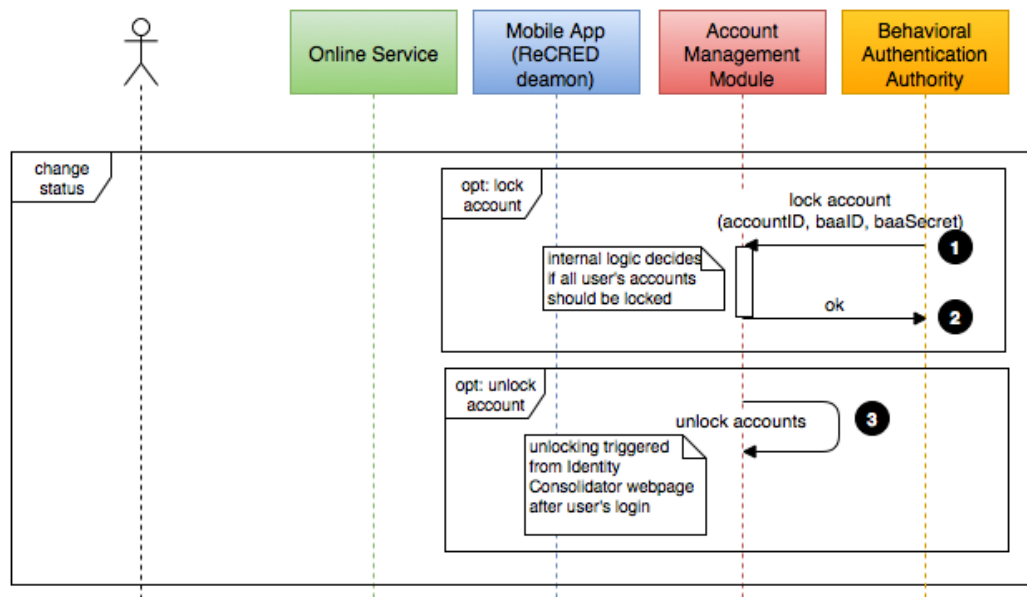 Online Service
Mobile App
(ReCRED
deamon)
Account
Management
Module
Behavioral
Authentication
Authority
change
status
opt: lock
account
lock account
(accountID, baaID, baaSecret)
1
internal logic decides
if all user's accounts
should be locked
ok
2
opt: unlock
account
unlock accounts
3
unlocking triggered
from Identity
Consolidator webpage
after user's login